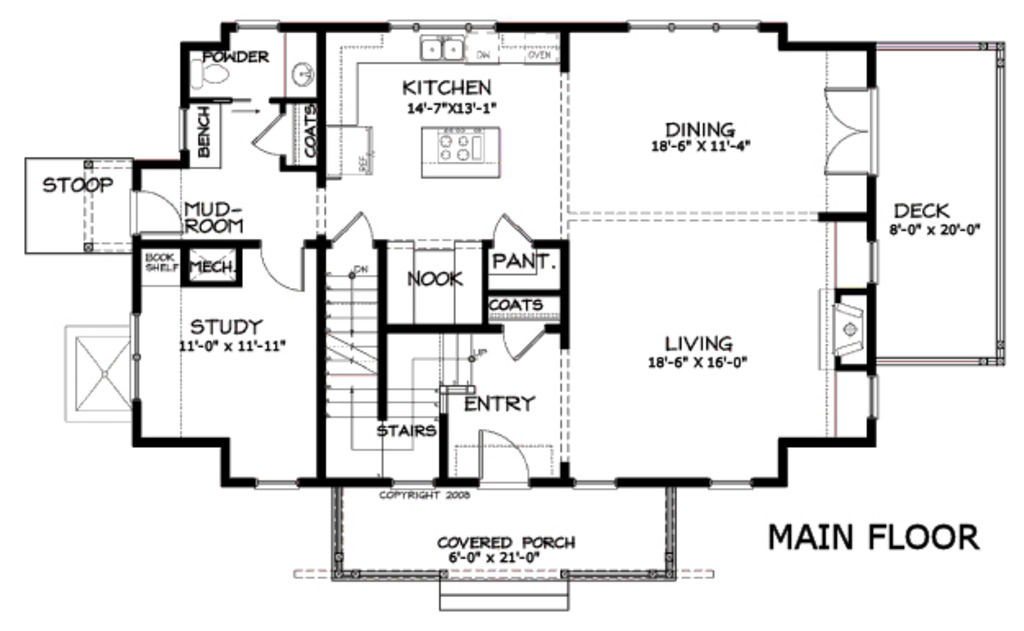 POWDER
KITCHEN
14'-7"X13'-1"
DW
OVEN
BENCH
COATS
REF.
DINING
18'-6" X 11'-4"
STOOP
MUD-
ROOM
DECK
8'-0" x 20'-0"
BOOK
SHELF
MECH.
DN
NOOK
PANT.
COATS
STUDY
11'-0" x 11'-11"
LIVING
18'-6" X 16'-0"
UP
ENTRY
STAIRS
COPYRIGHT 2008
COVERED PORCH
6'-0" x 21'-0"
MAIN FLOOR